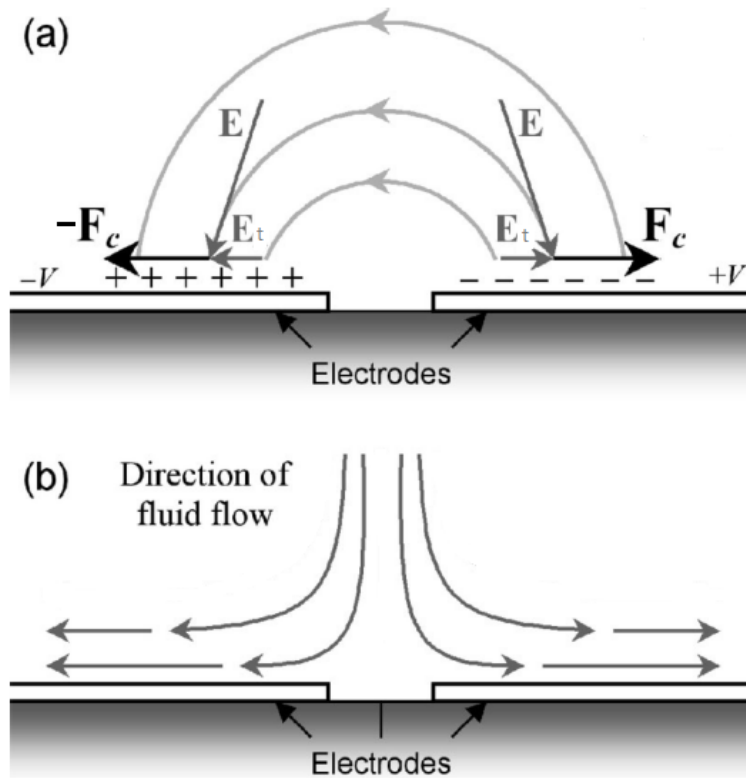 (a)
E E
−Fc Et Et Fc
−V + + + + + + − − − − − − +V
Electrodes
(b) Direction of
fluid flow
Electrodes